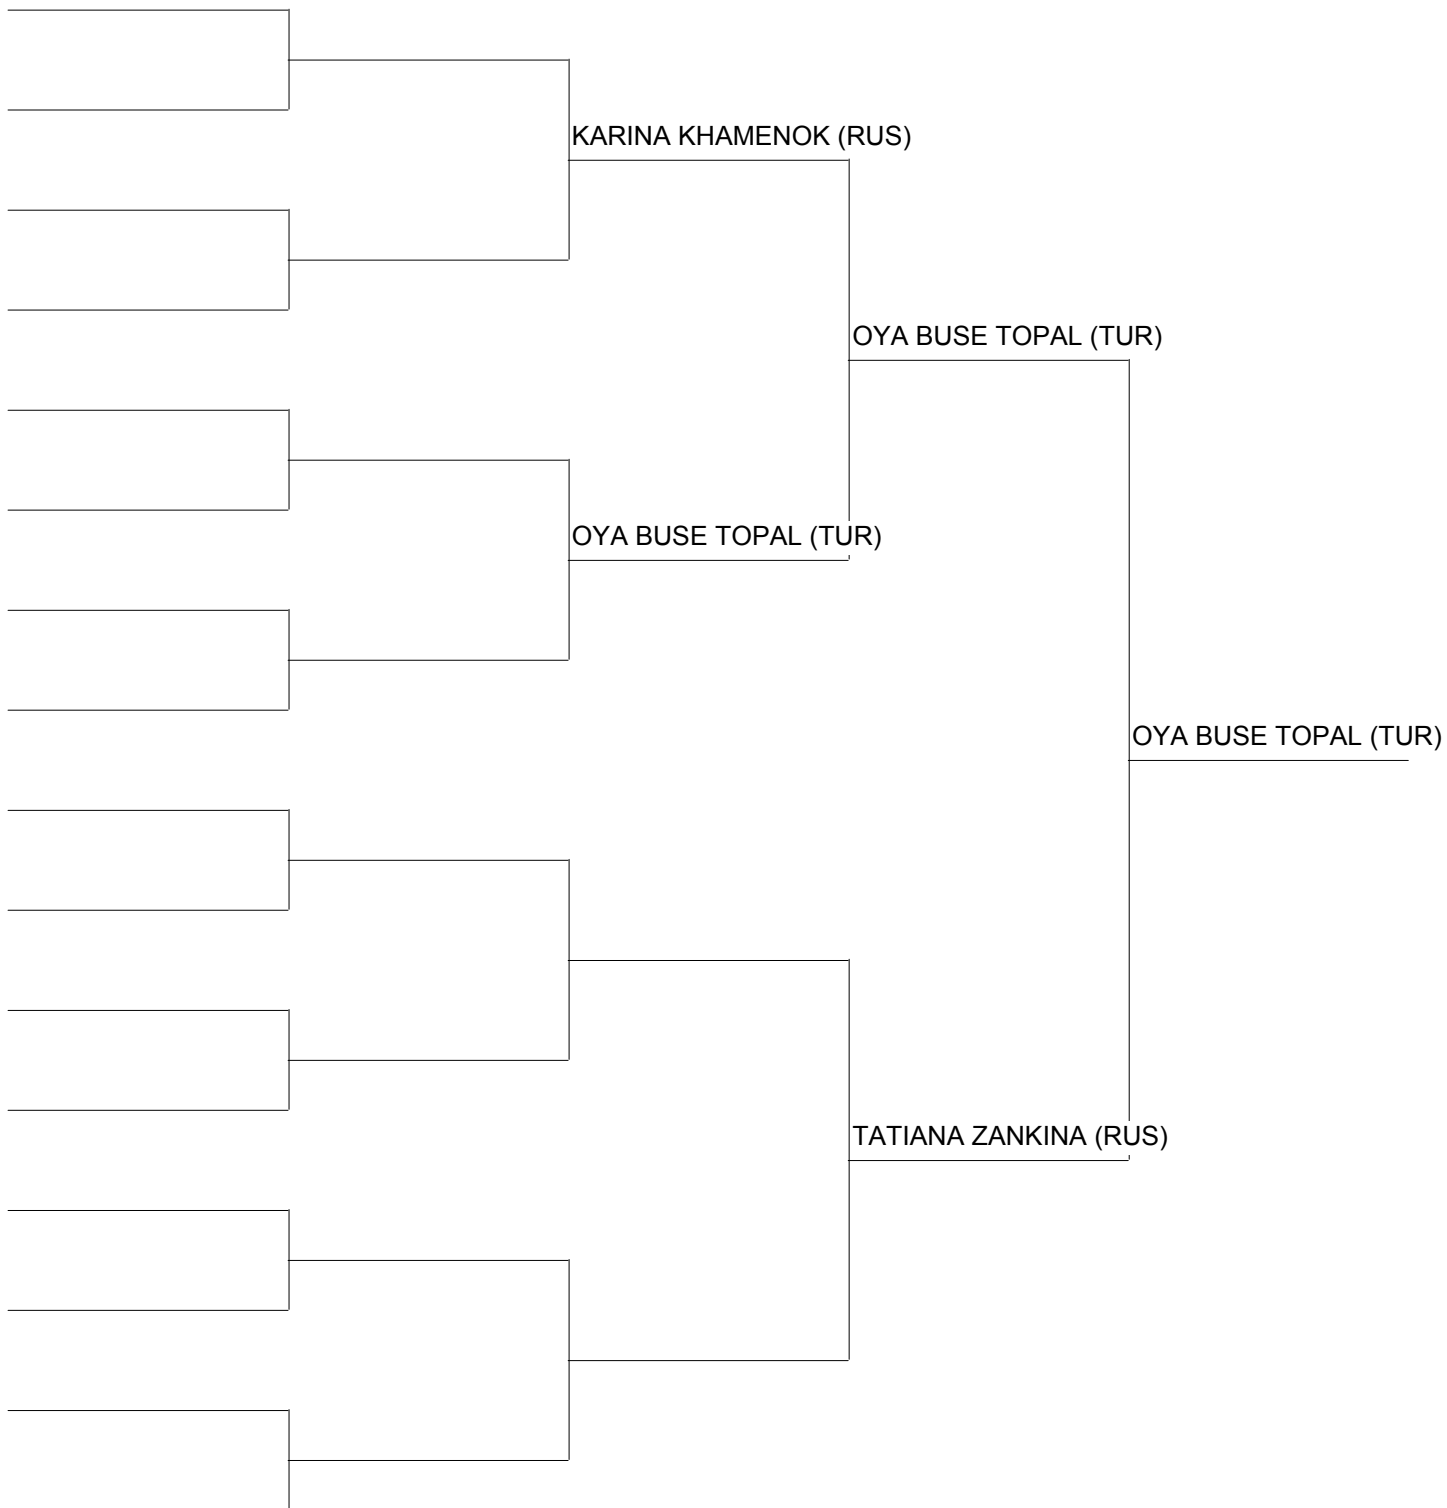 KARINA KHAMENOK (RUS)
OYA BUSE TOPAL (TUR)
OYA BUSE TOPAL (TUR)
OYA BUSE TOPAL (TUR)
TATIANA ZANKINA (RUS)